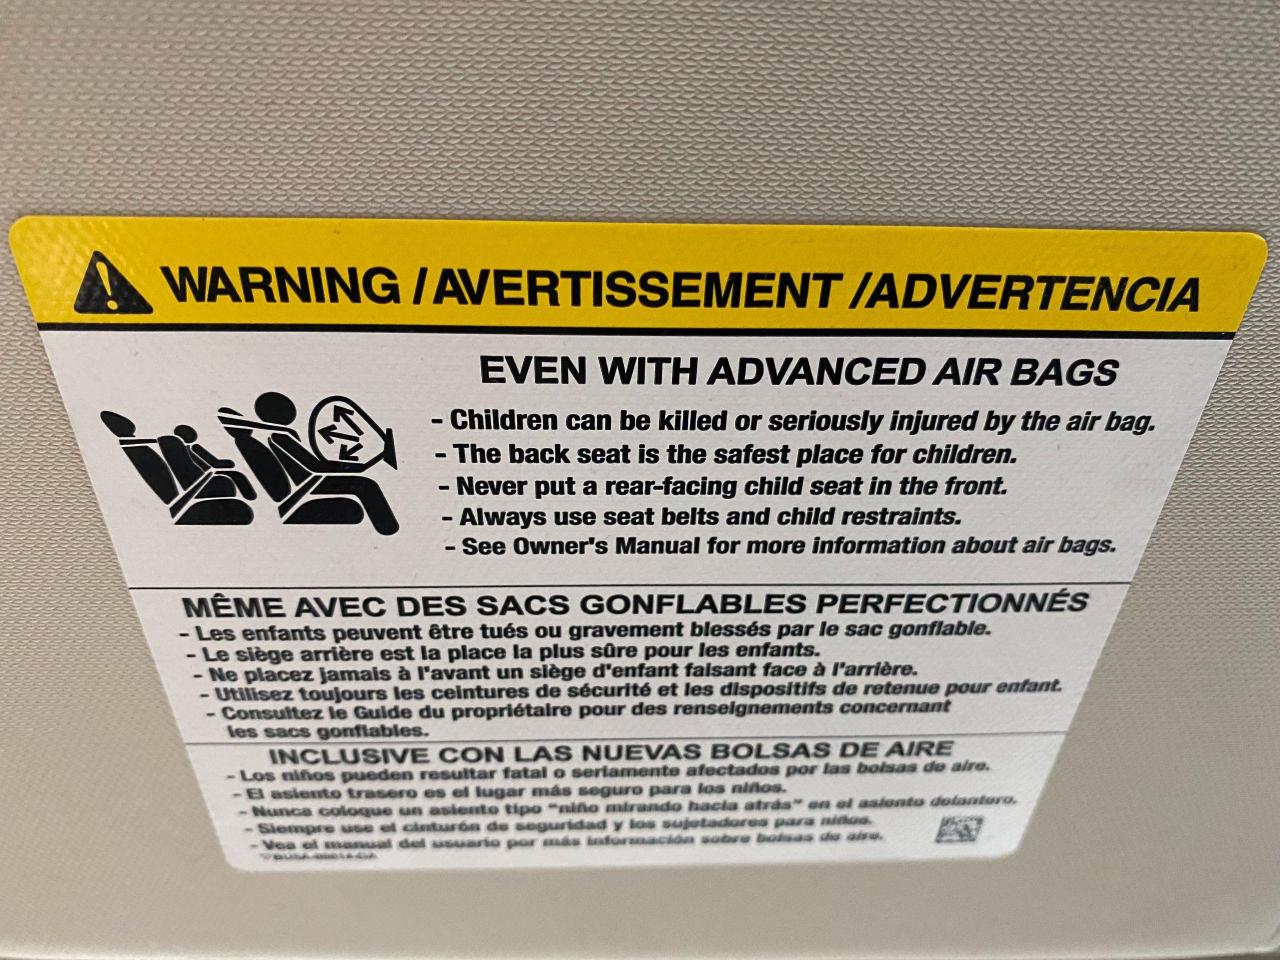 WARNING / AVERTISSEMENT / ADVERTENCIA
EVEN WITH ADVANCED AIR BAGS
- Children can be killed or seriously injured by the air bag.
- The back seat is the safest place for children.
- Never put a rear-facing child seat in the front.
- Always use seat belts and child restraints.
- See Owner's Manual for more information about air bags.
MÊME AVEC DES SACS GONFLABLES PERFECTIONNÉS
- Les enfants peuvent être tués ou gravement blessés par le sac gonflable.
- Le siège arrière est la place la plus sûre pour les enfants.
- Ne placez jamais à l'avant un siège d'enfant faisant face à l'arrière.
- Utilisez toujours les ceintures de sécurité et les dispositifs de retenue pour enfant.
- Consultez le Guide du propriétaire pour des renseignements concernant
les sacs gonflables.
INCLUSIVE CON LAS NUEVAS BOLSAS DE AIRE
- Los niños pueden resultar fatal o seriamente afectados por las bolsas de aire.
- El asiento trasero es el lugar más seguro para los niños.
- Nunca coloque un asiento tipo "niño mirando hacia atrás" en el asiento delantero.
- Siempre use el cinturón de seguridad y los sujetadores para niños.
- Vea el manual del usuario por más información sobre bolsas de aire.